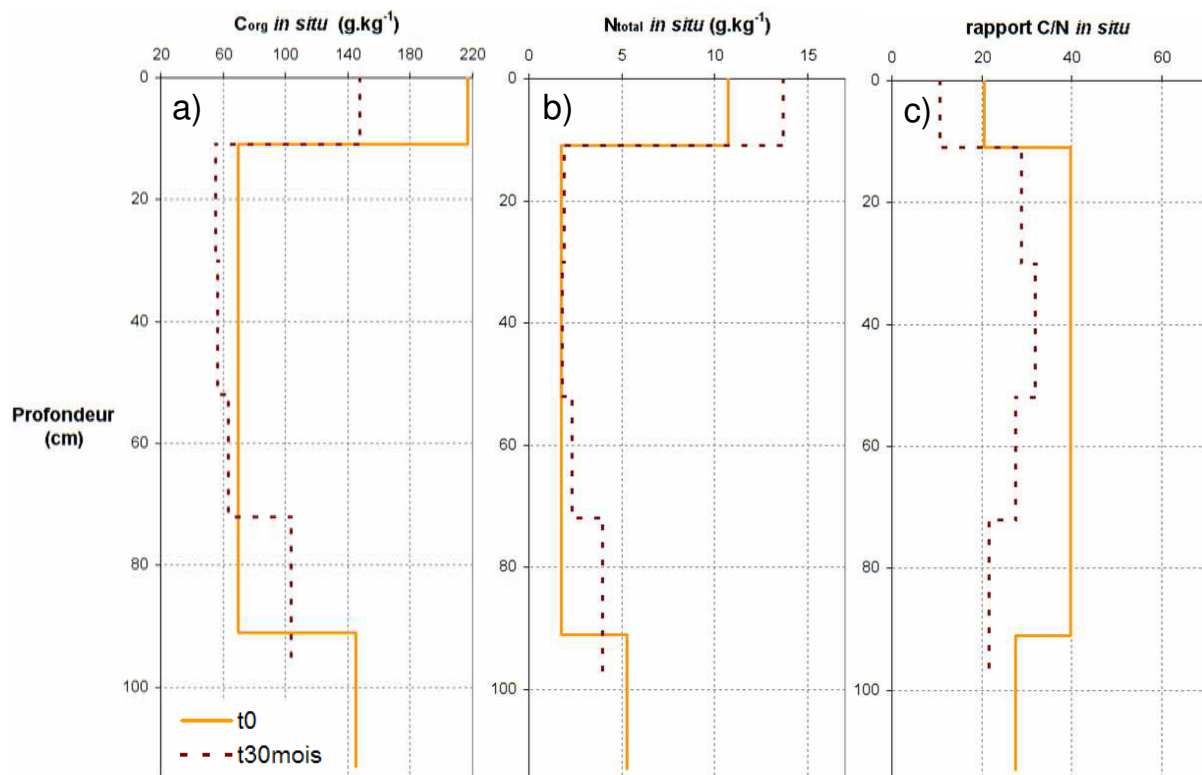 Corg in situ (g.kg-1)
20 60 100 140 180 220
0
20
40
60
80
100
Profondeur
(cm)
a)
t0
t30mois
Ntotal in situ (g.kg-1)
0 5 10 15
0
20
40
60
80
100
b)
rapport C/N in situ
0 20 40 60
0
20
40
60
80
100
c)